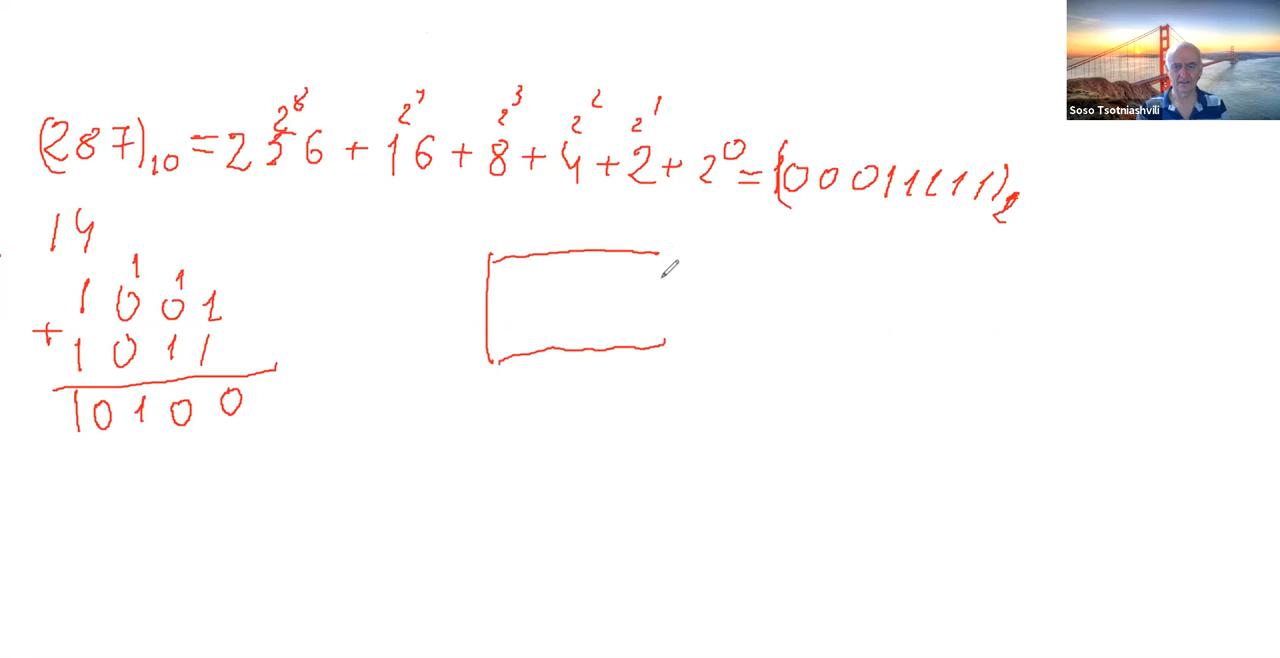 Soso Tsotniashvili
2⁸ 2⁷ 2³ 2² 2¹
(287)₁₀ = 256 + 16 + 8 + 4 + 2 + 2⁰ = (00011111)₂
14
1 1
1 0 0 1
+
1 0 1 1
1 0 1 0 0